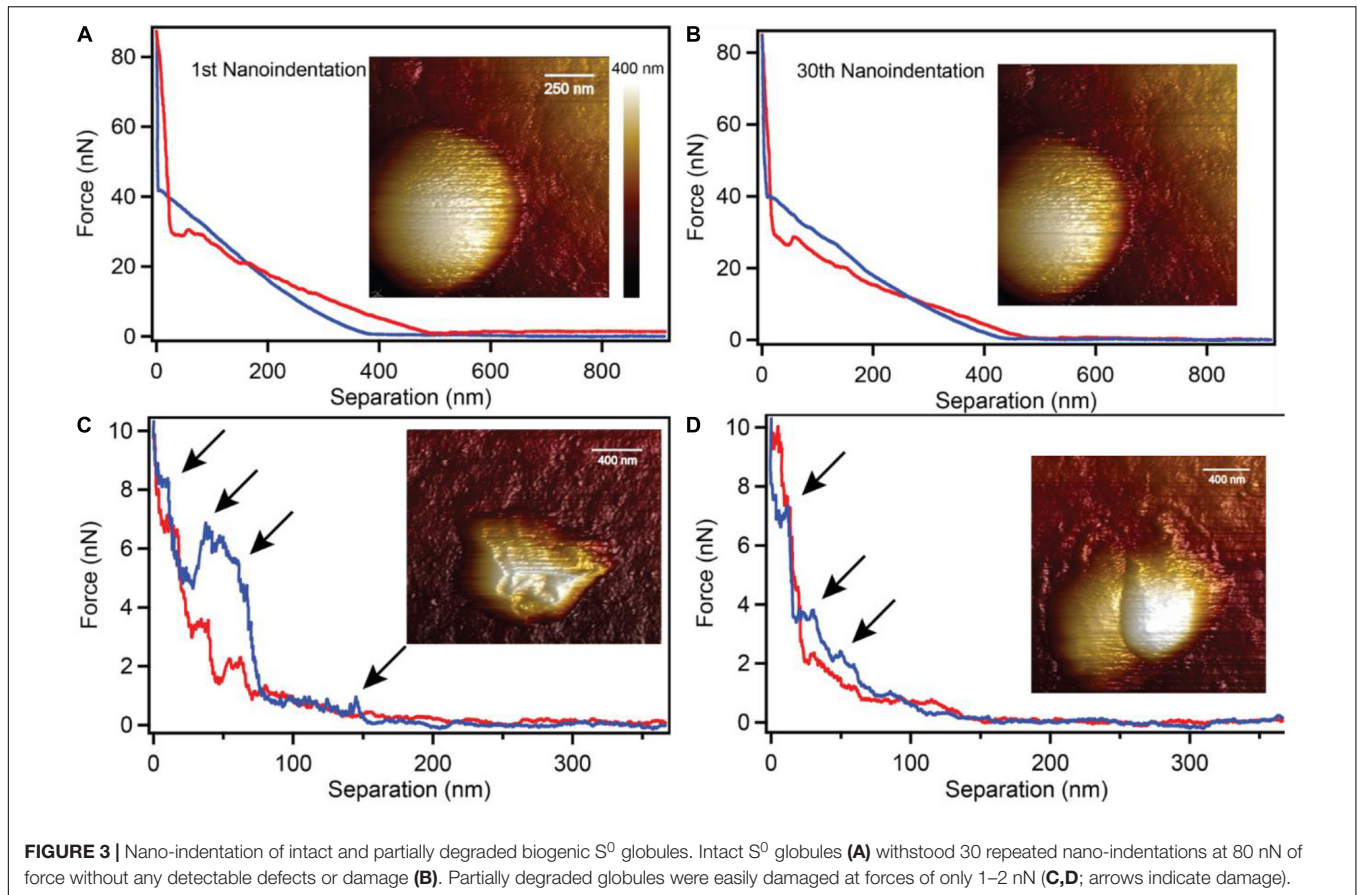 A
1st Nanoindentation
400 nm
250 nm
80
60
40
20
0
Force (nN)
0 200 400 600 800
Separation (nm)
B
30th Nanoindentation
80
60
40
20
0
Force (nN)
0 200 400 600 800
Separation (nm)
C
400 nm
10
8
6
4
2
0
Force (nN)
0 100 200 300
Separation (nm)
D
400 nm
10
8
6
4
2
0
Force (nN)
0 100 200 300
Separation (nm)
FIGURE 3 | Nano-indentation of intact and partially degraded biogenic S⁰ globules. Intact S⁰ globules (A) withstood 30 repeated nano-indentations at 80 nN of
force without any detectable defects or damage (B). Partially degraded globules were easily damaged at forces of only 1–2 nN (C,D; arrows indicate damage).